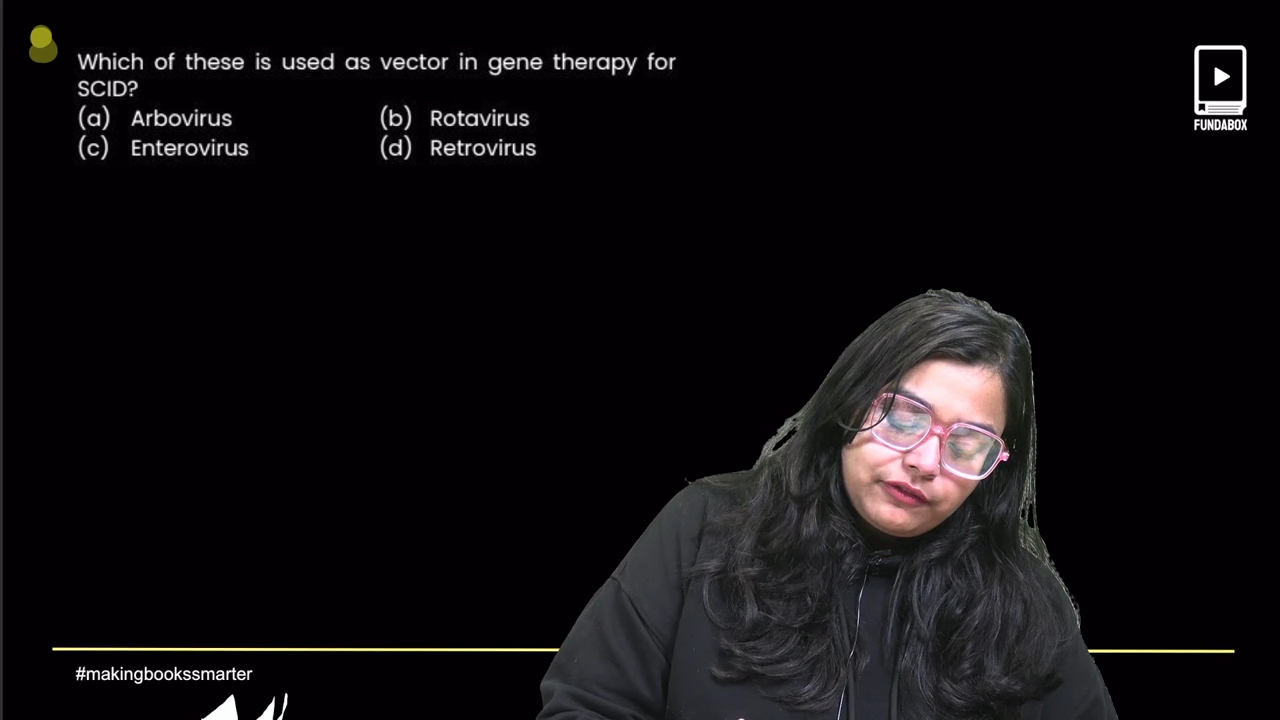 Which of these is used as vector in gene therapy for
SCID?
(a) Arbovirus (b) Rotavirus
(c) Enterovirus (d) Retrovirus
FUNDABOX
#makingbookssmarter